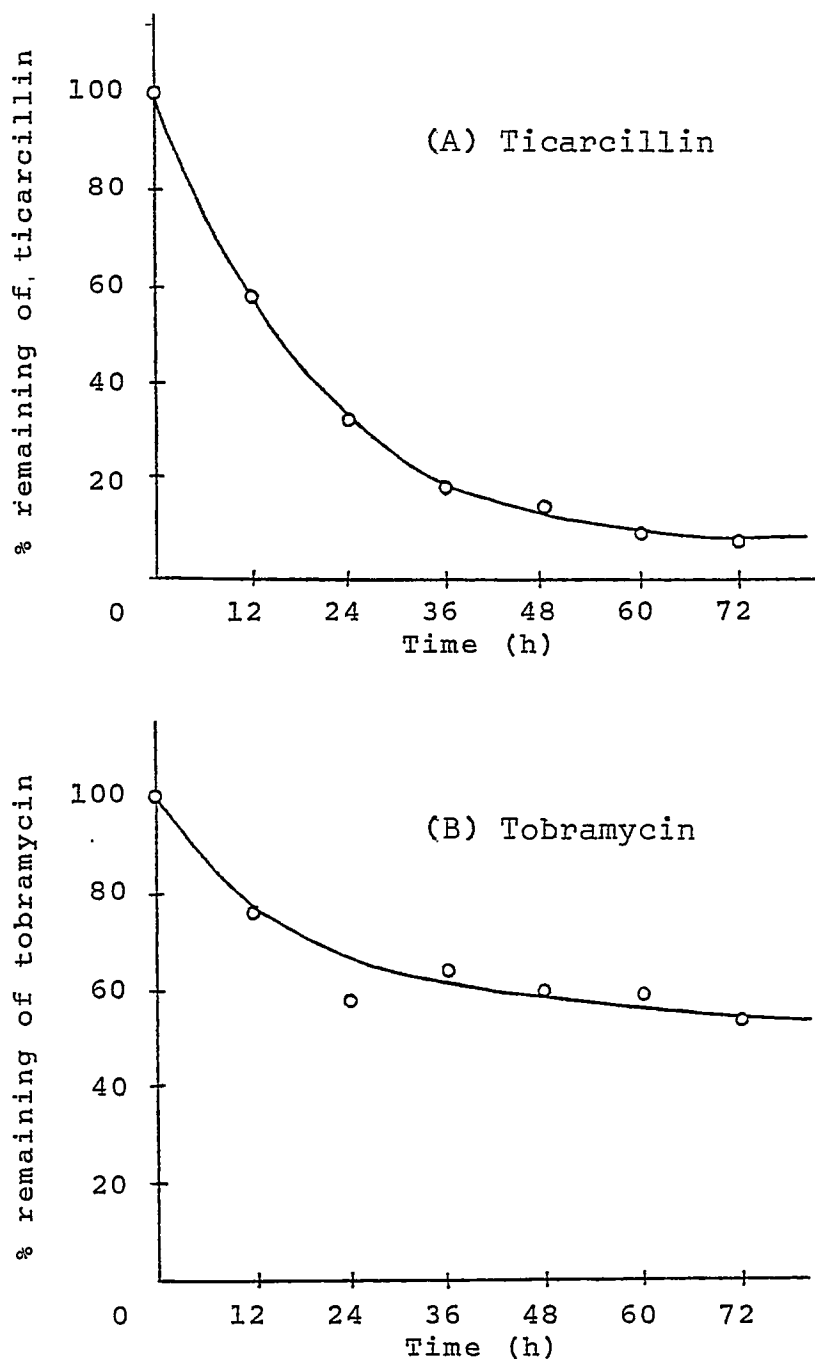 % remaining of ticarcillin
100
80
60
40
20
0
(A) Ticarcillin
12 24 36 48 60 72
Time (h)
% remaining of tobramycin
100
80
60
40
20
0
(B) Tobramycin
12 24 36 48 60 72
Time (h)